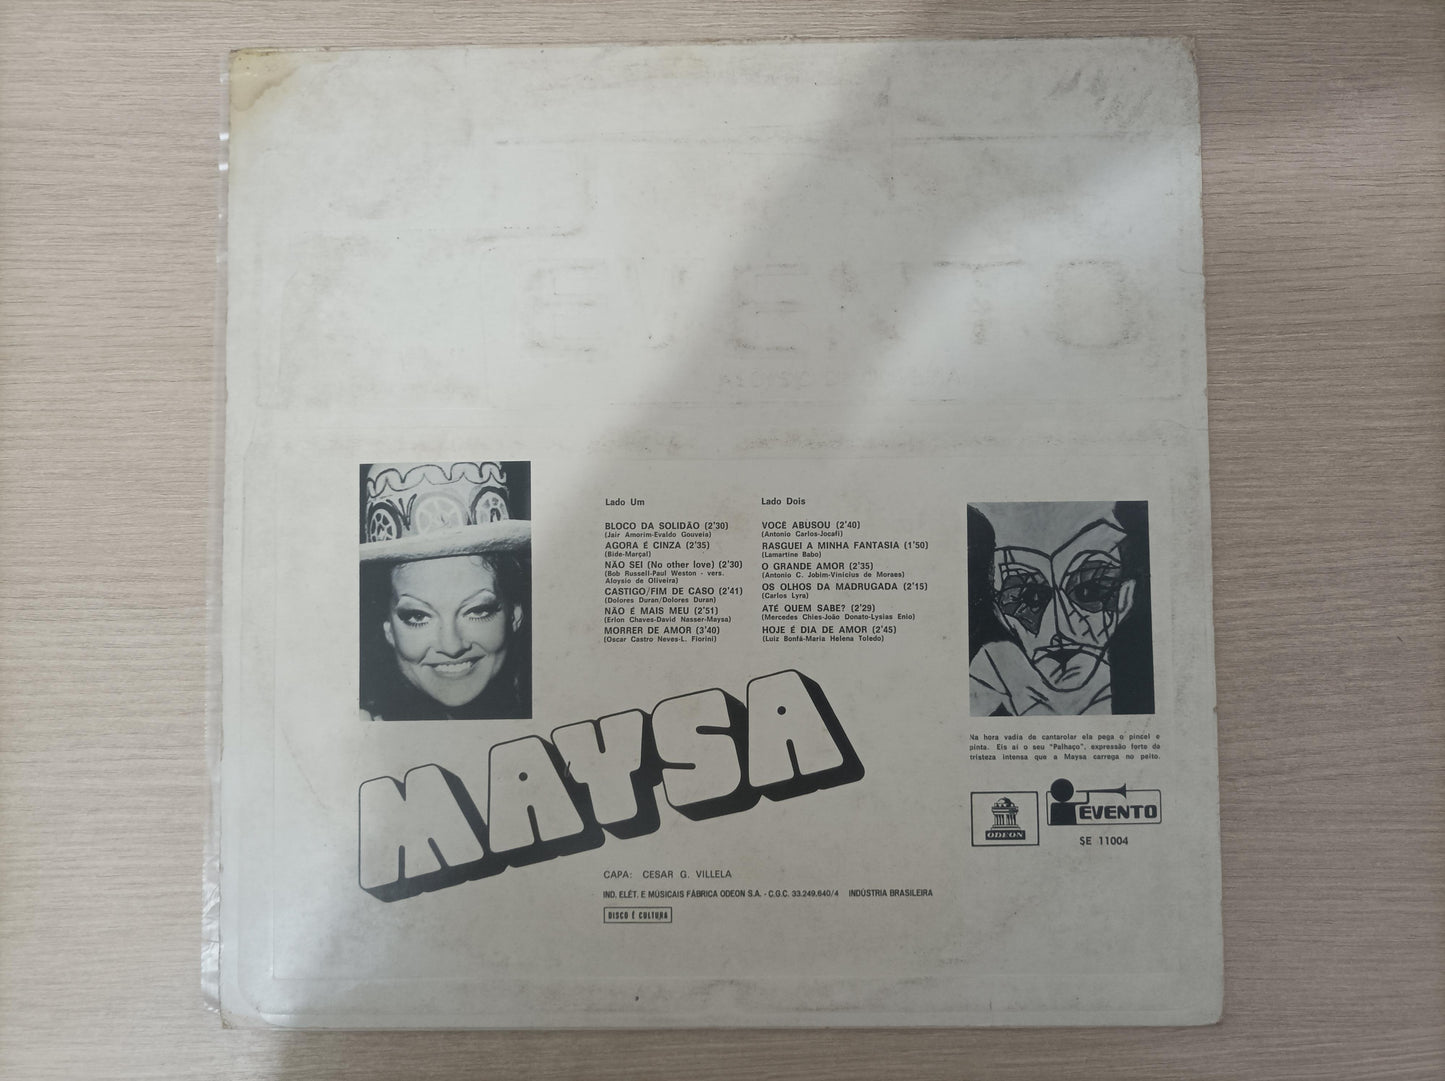 EVENTO
Lado Um
BLOCO DA SOLIDÃO (2'30)
(Jair Amorim-Evaldo Gouveia)
AGORA É CINZA (2'35)
(Bide-Marçal)
NÃO SEI (No other love) (2'30)
(Bob Russell-Paul Weston - vers.
Aloysio de Oliveira)
CASTIGO/FIM DE CASO (2'41)
(Dolores Duran/Dolores Duran)
NÃO É MAIS MEU (2'51)
(Erlon Chaves-David Nasser-Maysa)
MORRER DE AMOR (3'40)
(Oscar Castro Neves-L. Fiorini)
Lado Dois
VOCÊ ABUSOU (2'40)
(Antonio Carlos-Jocafi)
RASGUEI A MINHA FANTASIA (1'50)
(Lamartine Babo)
O GRANDE AMOR (2'35)
(Antonio C. Jobim-Vinicius de Moraes)
OS OLHOS DA MADRUGADA (2'15)
(Carlos Lyra)
ATÉ QUEM SABE? (2'29)
(Mercedes Chies-João Donato-Lysias Enio)
HOJE É DIA DE AMOR (2'45)
(Luiz Bonfá-Maria Helena Toledo)
MAYSA
Na hora vadia de cantarolar ela pega o pincel e
pinta. Eis aí o seu "Palhaço", expressão forte da
tristeza intensa que a Maysa carrega no peito.
ODEON
EVENTO
SE 11004
CAPA: CESAR G. VILLELA
IND. ELÉT. E MÚSICAIS FÁBRICA ODEON S.A. - C.G.C. 33.249.640/4 INDÚSTRIA BRASILEIRA
DISCO É CULTURA